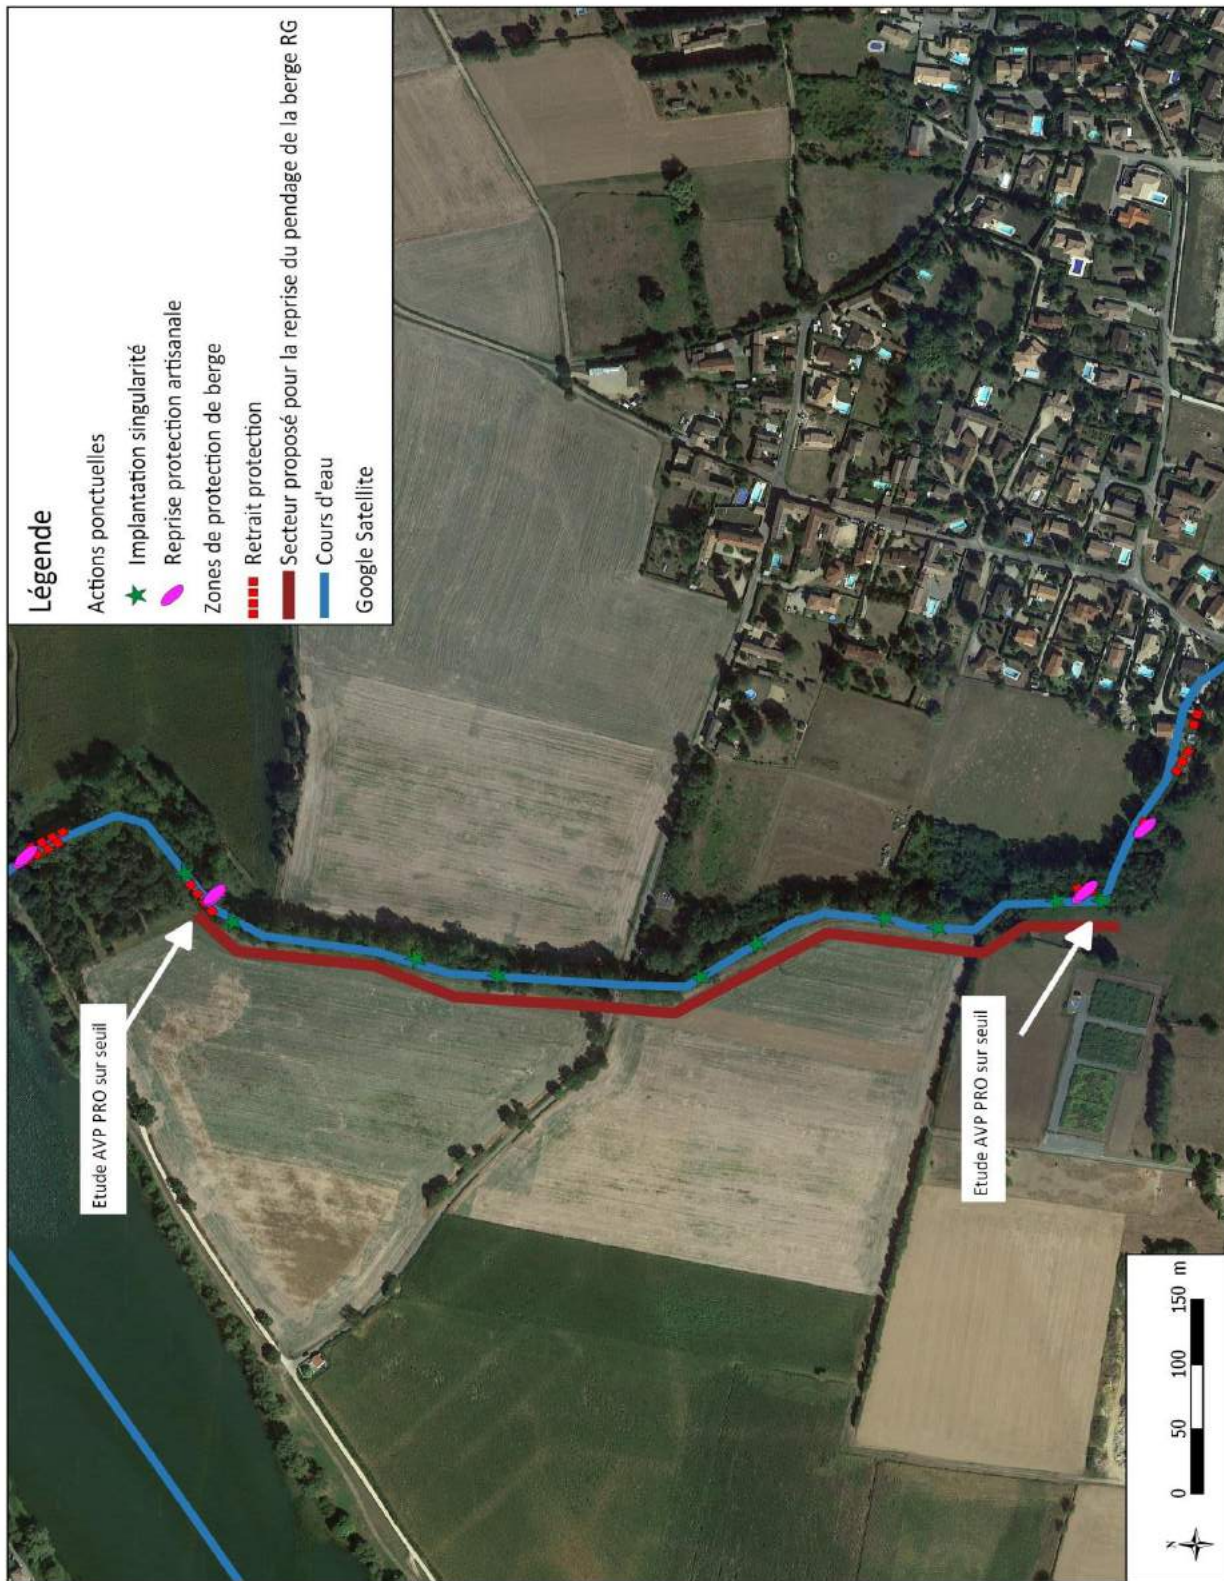 Légende
Actions ponctuelles
Implantation singularité
Reprise protection artisanale
Zones de protection de berge
Retrait protection
Secteur proposé pour la reprise du pendage de la berge RG
Cours d'eau
Google Satellite
Etude AVP PRO sur seuil
Etude AVP PRO sur seuil
N
0 50 100 150 m